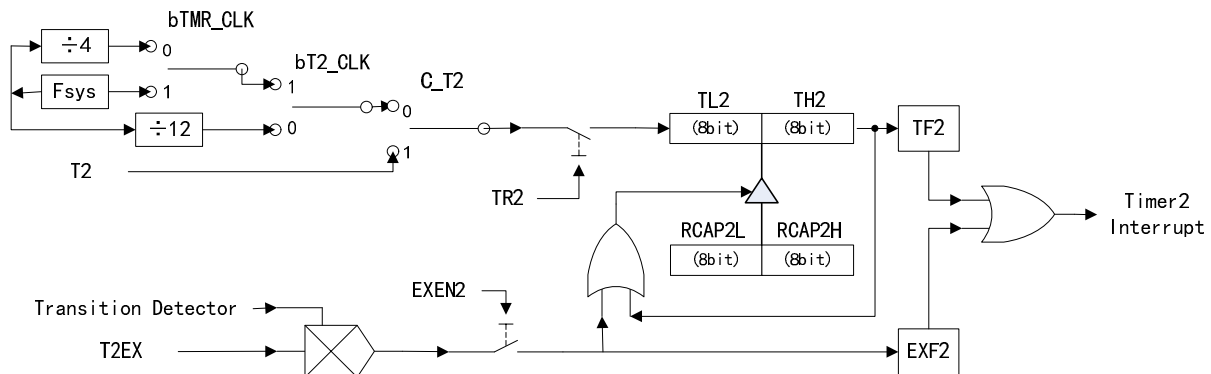 bTMR_CLK
÷4
0
bT2_CLK
Fsys
1
1
C_T2
0
÷12
0
TL2
TH2
(8bit)
(8bit)
TF2
1
T2
TR2
Timer2
Interrupt
RCAP2L
RCAP2H
(8bit)
(8bit)
EXEN2
Transition Detector
T2EX
EXF2